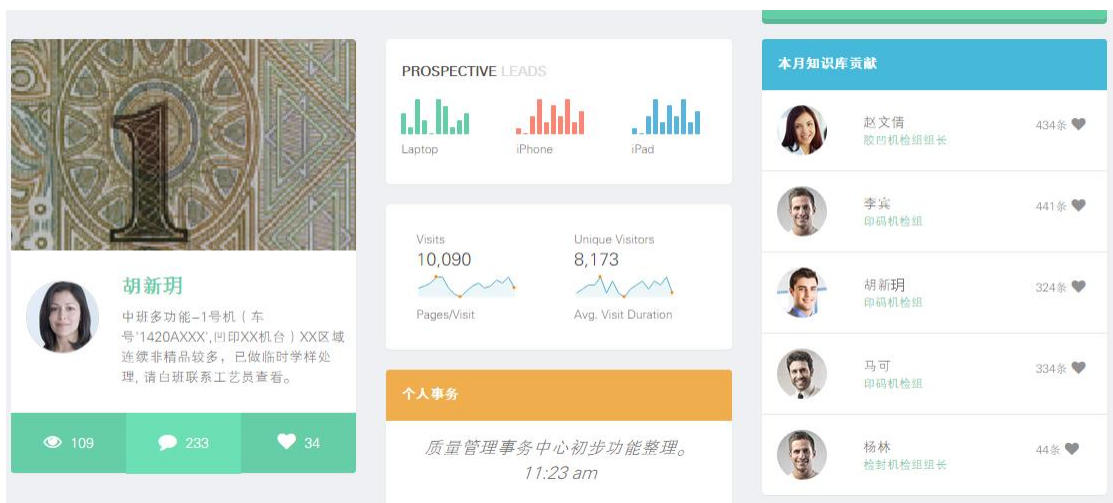 1
胡新玥
中班多功能-1号机（车
号'1420AXXX',凹印XX机台）XX区域
连续非精品较多，已做临时学样处
理, 请白班联系工艺员查看。
109
233
34
PROSPECTIVE LEADS
Laptop
iPhone
iPad
Visits
10,090
Pages/Visit
Unique Visitors
8,173
Avg. Visit Duration
个人事务
质量管理事务中心初步功能整理。
11:23 am
本月知识库贡献
赵文倩
胶凹机检组组长
434条
李宾
印码机检组
441条
胡新玥
印码机检组
324条
马可
印码机检组
334条
杨林
检封机检组组长
44条